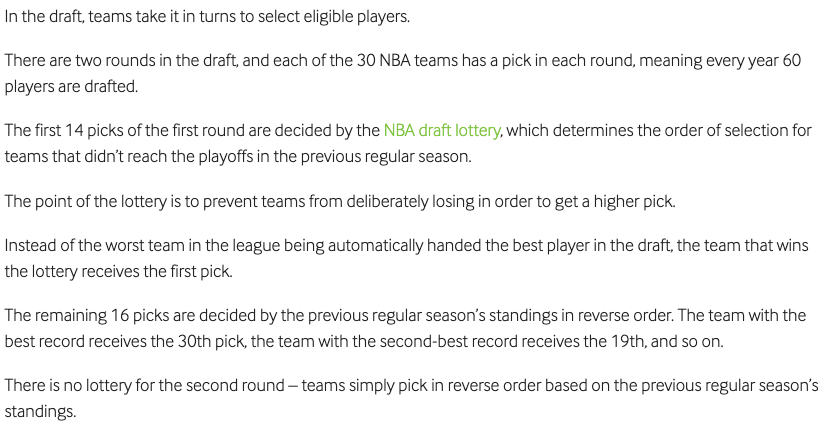 In the draft, teams take it in turns to select eligible players.
There are two rounds in the draft, and each of the 30 NBA teams has a pick in each round, meaning every year 60
players are drafted.
The first 14 picks of the first round are decided by the NBA draft lottery, which determines the order of selection for
teams that didn't reach the playoffs in the previous regular season.
The point of the lottery is to prevent teams from deliberately losing in order to get a higher pick.
Instead of the worst team in the league being automatically handed the best player in the draft, the team that wins
the lottery receives the first pick.
The remaining 16 picks are decided by the previous regular season's standings in reverse order. The team with the
best record receives the 30th pick, the team with the second-best record receives the 19th, and so on.
There is no lottery for the second round – teams simply pick in reverse order based on the previous regular season's
standings.